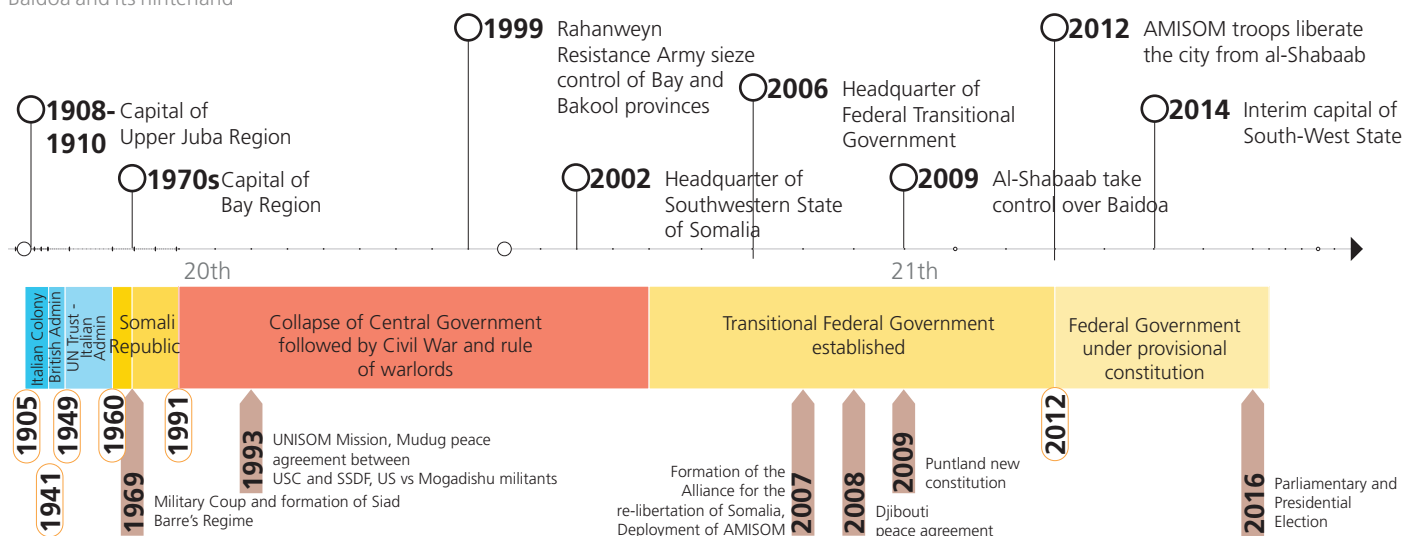 Baidoa and its hinterland
1999 Rahanweyn
Resistance Army sieze
control of Bay and
Bakool provinces
2012 AMISOM troops liberate
the city from al-Shabaab
2006 Headquarter of
Federal Transitional
Government
1908-
1910
Capital of
Upper Juba Region
2014 Interim capital of
South-West State
1970s Capital of
Bay Region
2002 Headquarter of
Southwestern State
of Somalia
2009 Al-Shabaab take
control over Baidoa
20th
21th
Italian Colony
British Admin
UN Trust -
Italian
Admin
Somali
Republic
Collapse of Central Government
followed by Civil War and rule
of warlords
Transitional Federal Government
established
Federal Government
under provisional
constitution
1905
1941
1949
1960
1991
2012
1969
Military Coup and formation of Siad
Barre's Regime
1993
UNISOM Mission, Mudug peace
agreement between
USC and SSDF, US vs Mogadishu militants
Formation of the
Alliance for the
re-libertation of Somalia,
Deployment of AMISOM
2007
2008
Djibouti
peace agreement
2009
Puntland new
constitution
2016
Parliamentary and
Presidential
Election